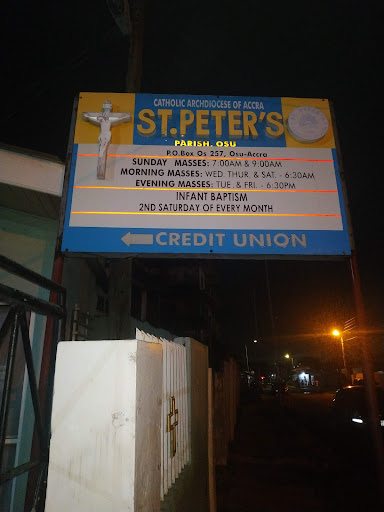 CATHOLIC ARCHDIOCESE OF ACCRA
ST.PETER'S
PARISH, OSU
P.O.Box Os 257, Osu-Accra
SUNDAY MASSES: 7:00AM & 9:00AM
MORNING MASSES: WED. THUR. & SAT. - 6:30AM
EVENING MASSES: TUE. & FRI. - 6:30PM
INFANT BAPTISM
2ND SATURDAY OF EVERY MONTH
CREDIT UNION